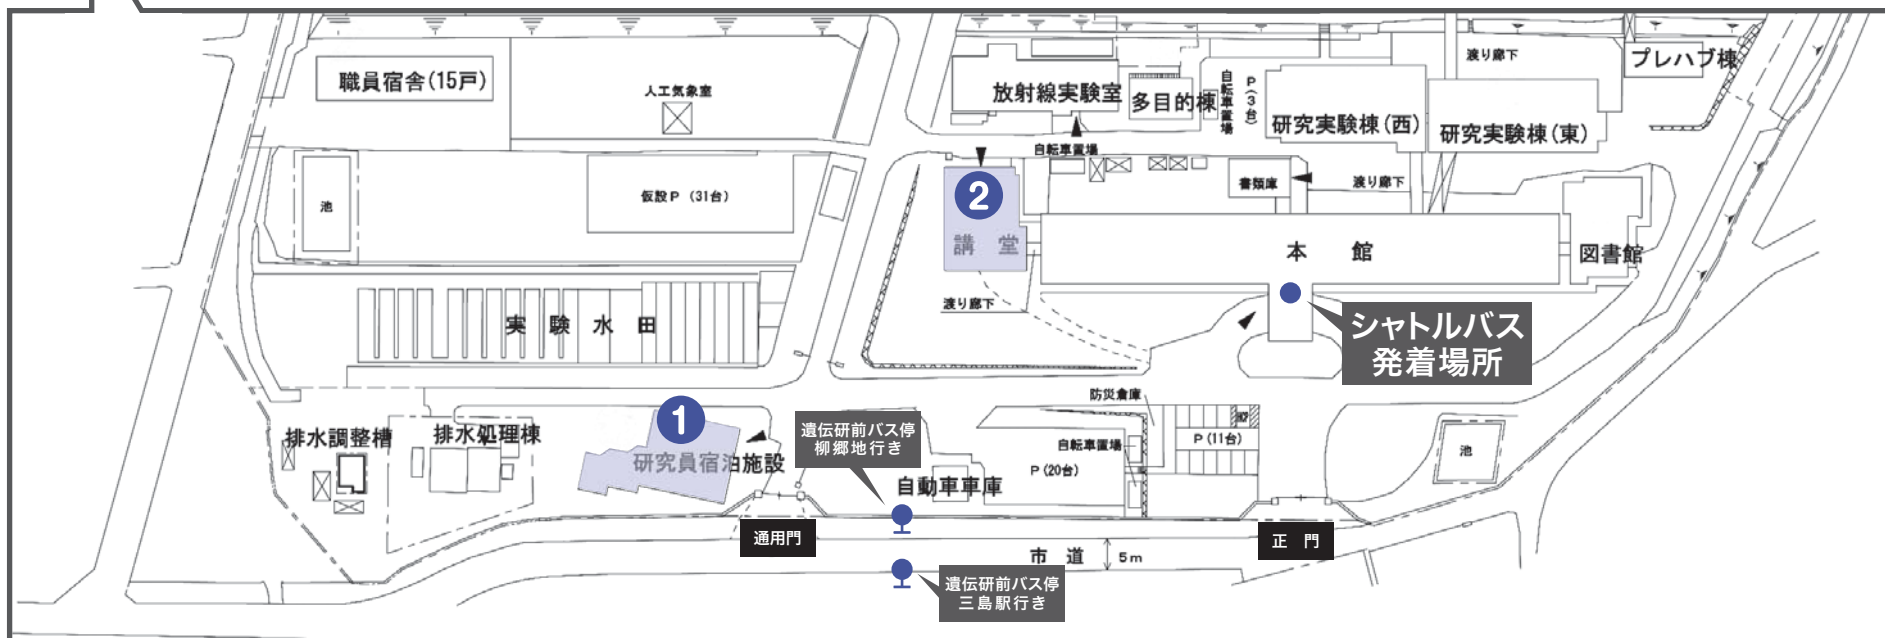 職員宿舎(15戸)
人工気象室
放射線実験室
多目的棟
自転車置場
P(3台)
研究実験棟(西)
渡り廊下
研究実験棟(東)
プレハブ棟
池
仮設P (31台)
自転車置場
2
講 堂
書類庫
渡り廊下
本 館
図書館
渡り廊下
シャトルバス
発着場所
実 験 水 田
排水調整槽
排水処理棟
1
研究員宿泊施設
遺伝研前バス停
柳郷地行き
自動車車庫
防災倉庫
自転車置場
P(20台)
P(11台)
池
通用門
正 門
市 道
5m
遺伝研前バス停
三島駅行き